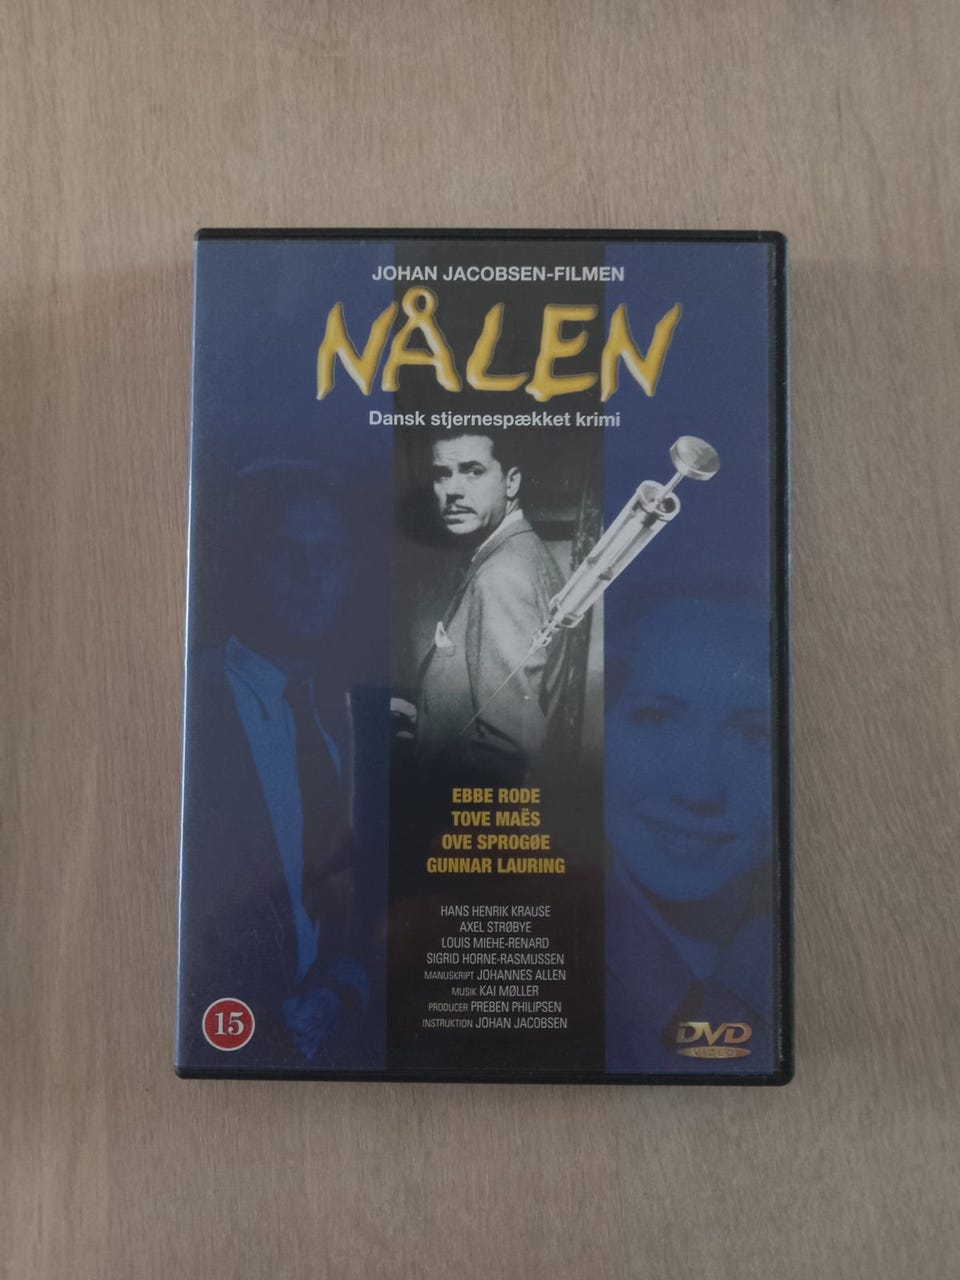 JOHAN JACOBSEN-FILMEN
NÅLEN
Dansk stjernespækket krimi
EBBE RODE
TOVE MAËS
OVE SPROGØE
GUNNAR LAURING
HANS HENRIK KRAUSE
AXEL STRØBYE
LOUIS MIEHE-RENARD
SIGRID HORNE-RASMUSSEN
MANUSKRIPT JOHANNES ALLEN
MUSIK KAI MØLLER
PRODUCER PREBEN PHILIPSEN
INSTRUKTION JOHAN JACOBSEN
15
DVD
VIDEO